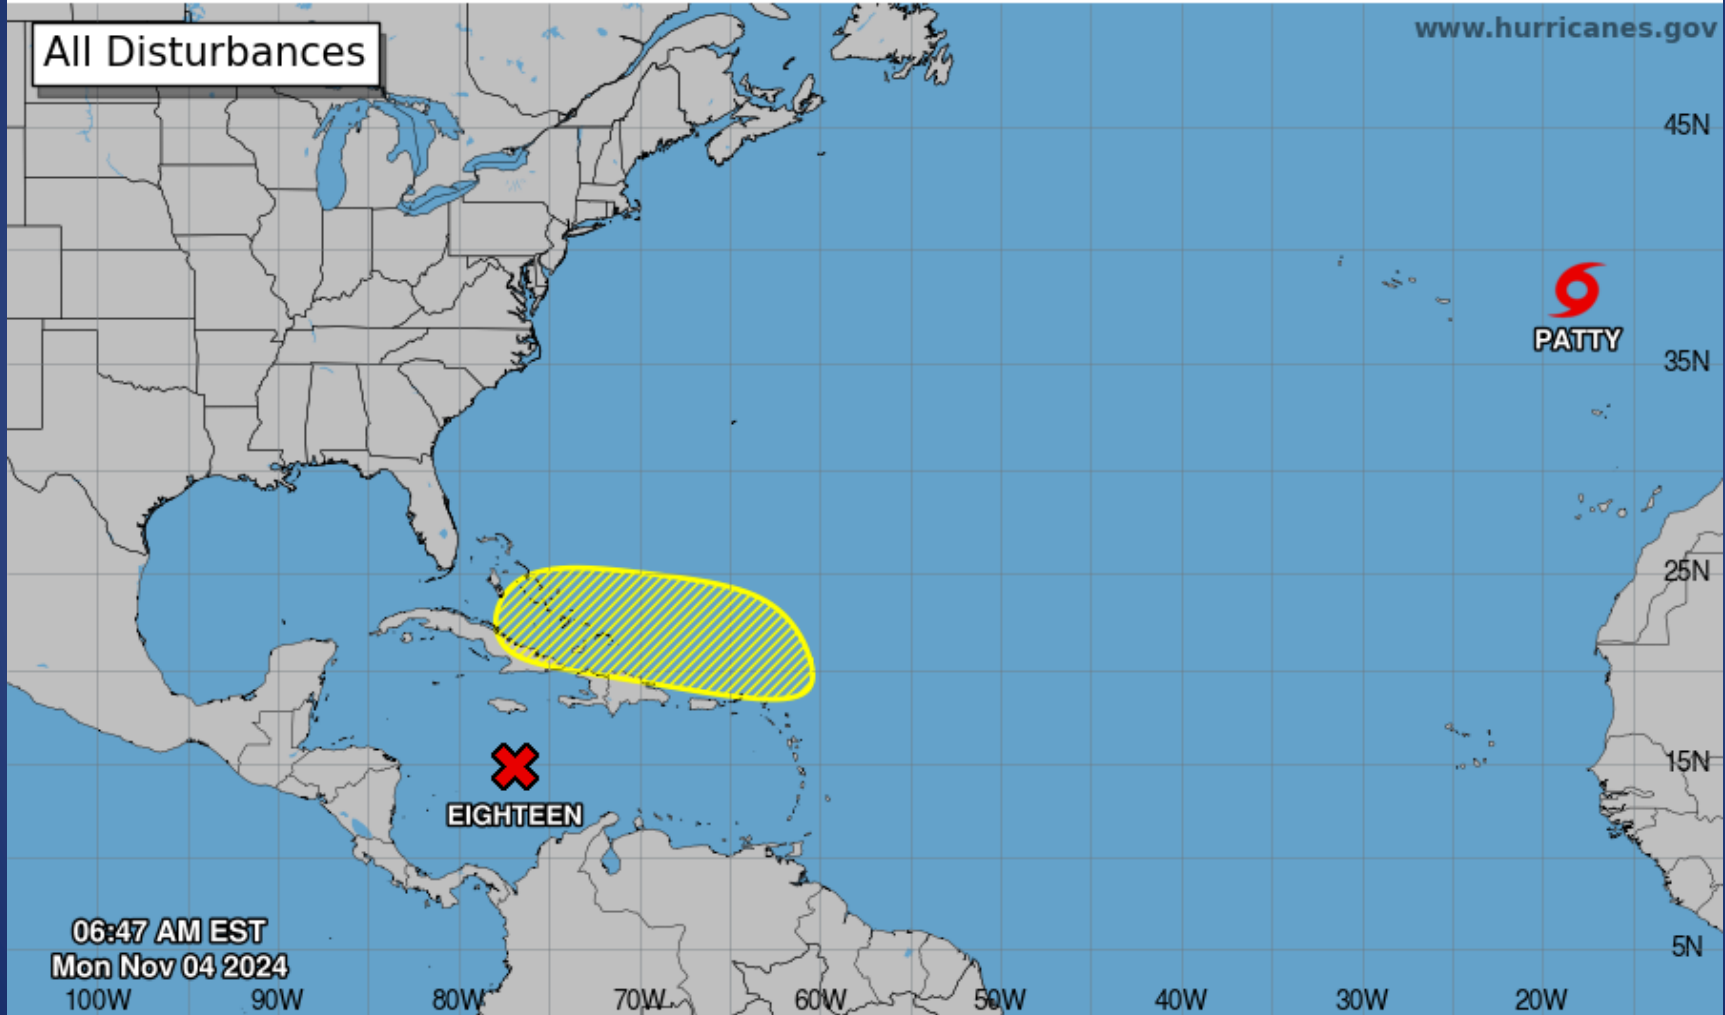 All Disturbances
www.hurricanes.gov
45N
PATTY
35N
25N
15N
EIGHTEEN
06:47 AM EST
Mon Nov 04 2024
5N
100W 90W 80W 70W 60W 50W 40W 30W 20W